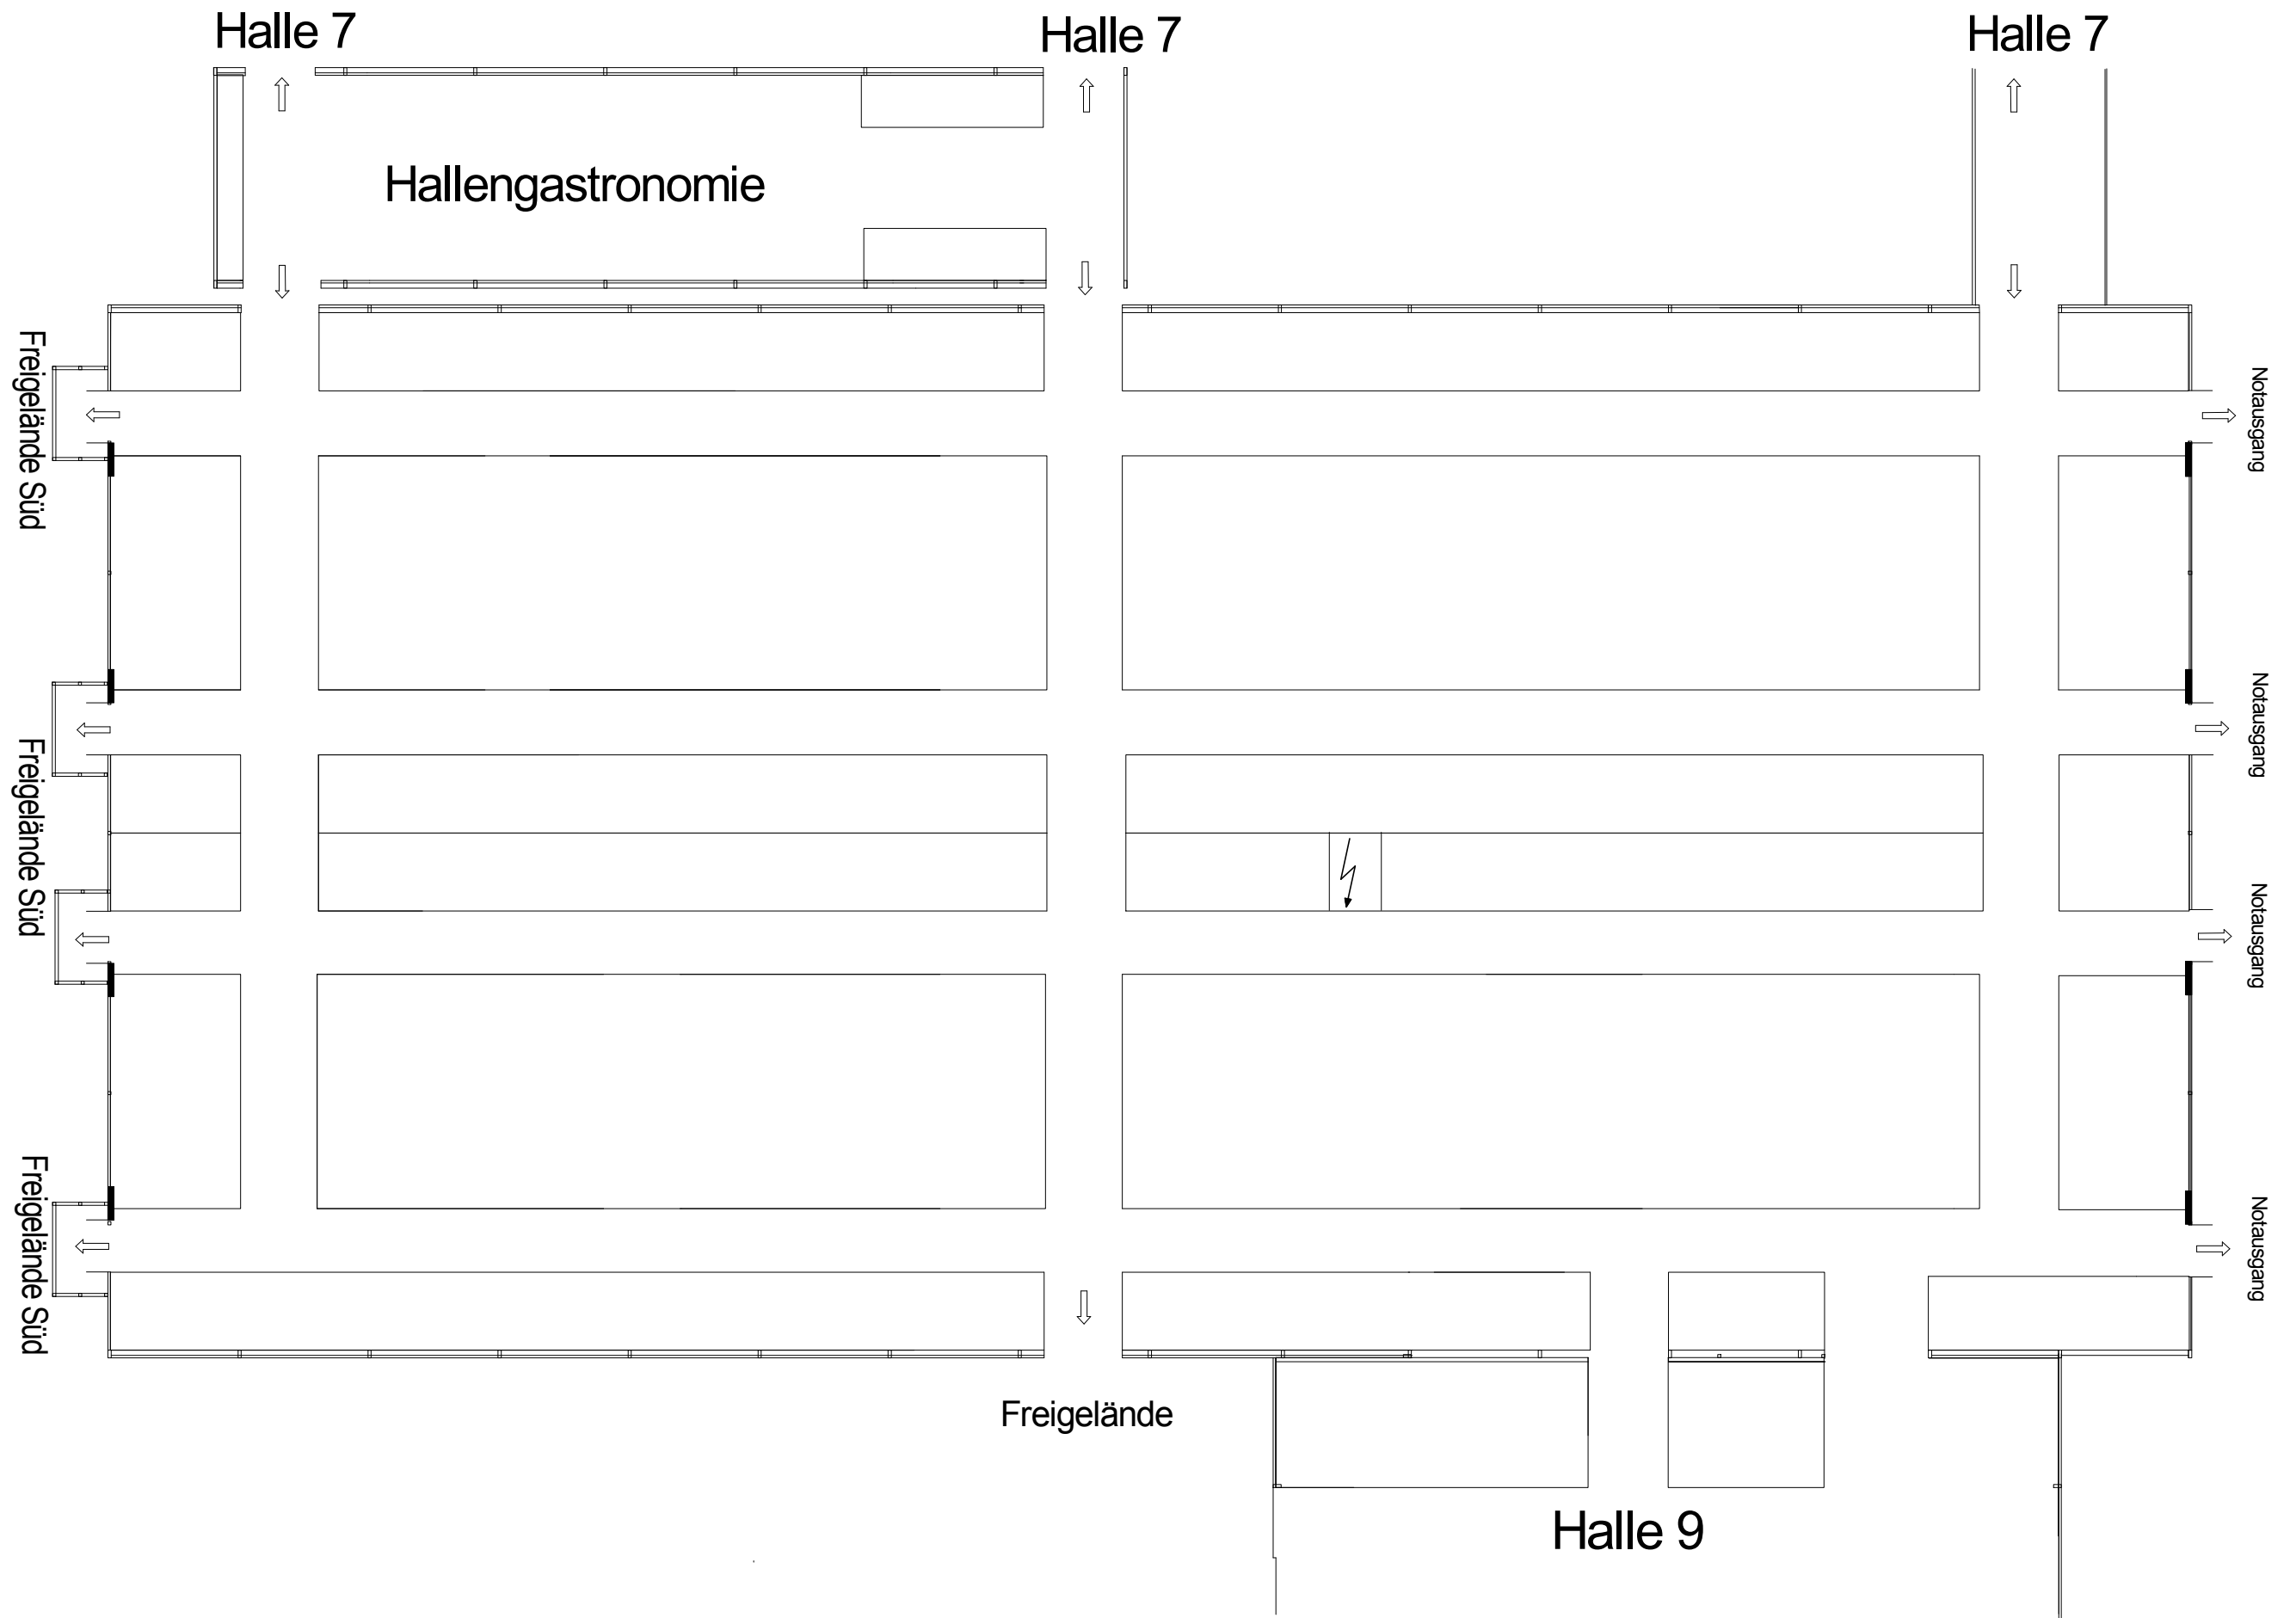 Halle 7
Halle 7
Halle 7
Hallengastronomie
Freigelände Süd
Notausgang
Notausgang
Freigelände Süd
Notausgang
Freigelände Süd
Notausgang
Freigelände
Halle 9